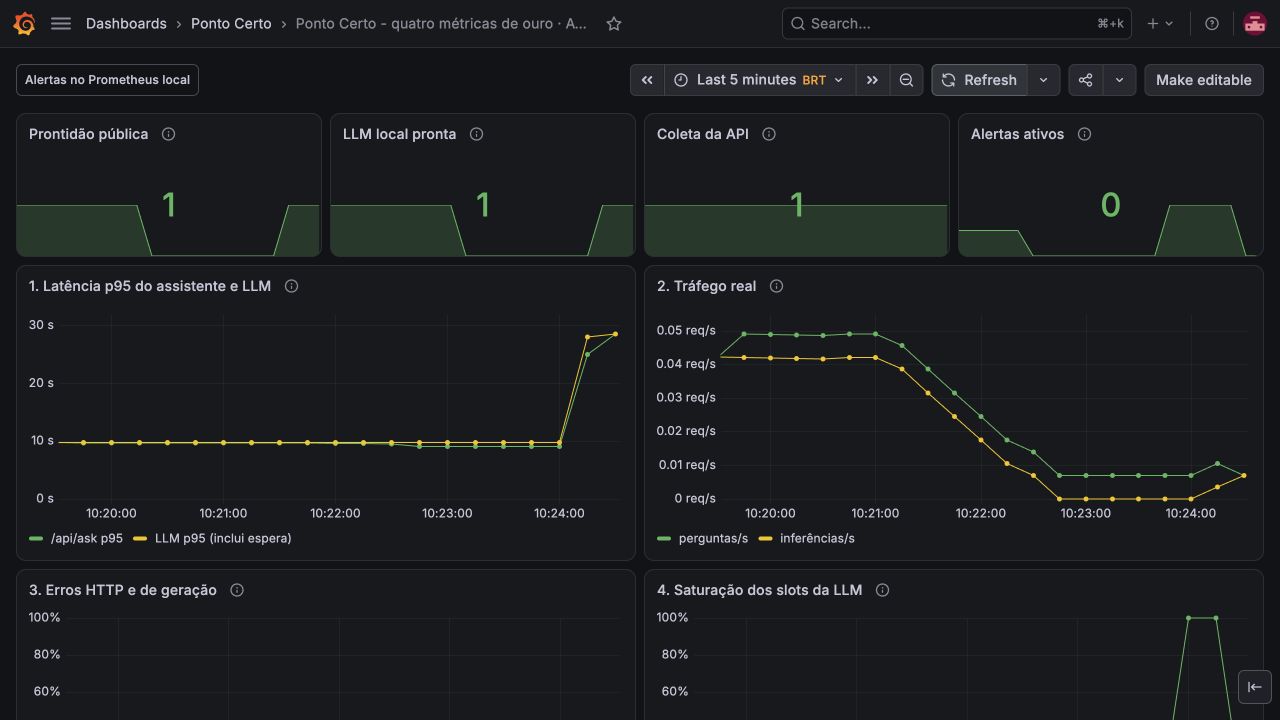 Dashboards › Ponto Certo › Ponto Certo - quatro métricas de ouro · A...
Search... ⌘+k
Alertas no Prometheus local
Last 5 minutes BRT
Refresh
Make editable
Prontidão pública
1
LLM local pronta
1
Coleta da API
1
Alertas ativos
0
1. Latência p95 do assistente e LLM
30 s
20 s
10 s
0 s
10:20:00 10:21:00 10:22:00 10:23:00 10:24:00
/api/ask p95 LLM p95 (inclui espera)
2. Tráfego real
0.05 req/s
0.04 req/s
0.03 req/s
0.02 req/s
0.01 req/s
0 req/s
10:20:00 10:21:00 10:22:00 10:23:00 10:24:00
perguntas/s inferências/s
3. Erros HTTP e de geração
100%
80%
60%
4. Saturação dos slots da LLM
100%
80%
60%